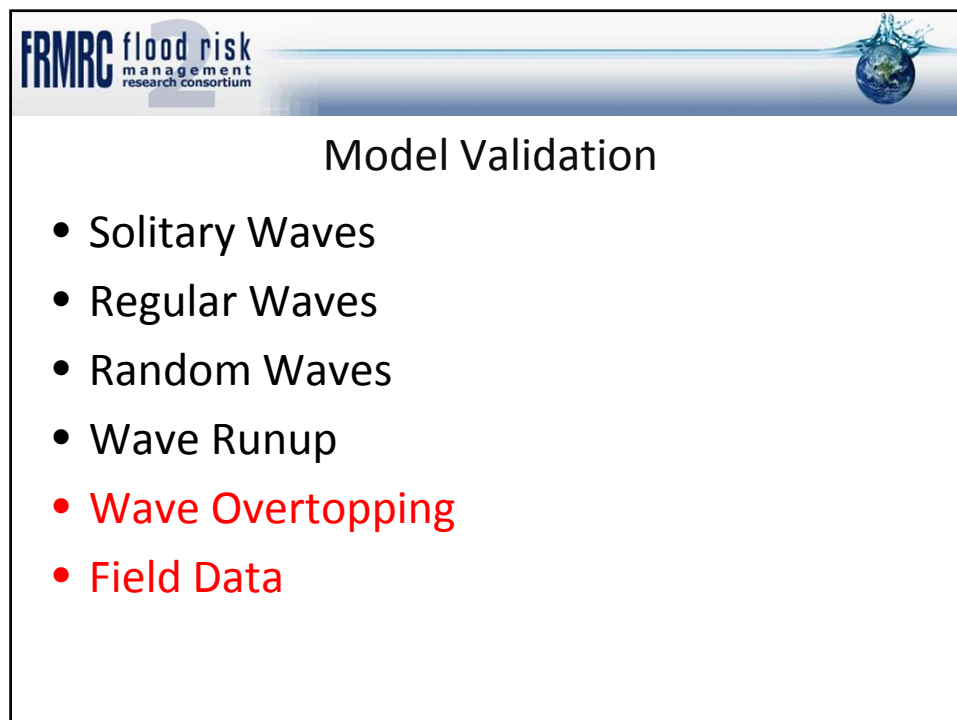 FRMRC flood risk
management
research consortium
2
Model Validation
• Solitary Waves
• Regular Waves
• Random Waves
• Wave Runup
• Wave Overtopping
• Field Data